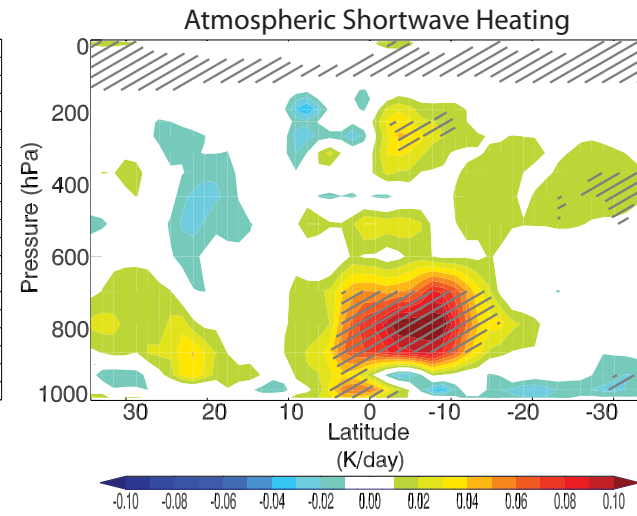 Atmospheric Shortwave Heating
Pressure (hPa)
0
200
400
600
800
1000
30 20 10 0 -10 -20 -30
Latitude
(K/day)
-0.10 -0.08 -0.06 -0.04 -0.02 0.00 0.02 0.04 0.06 0.08 0.10